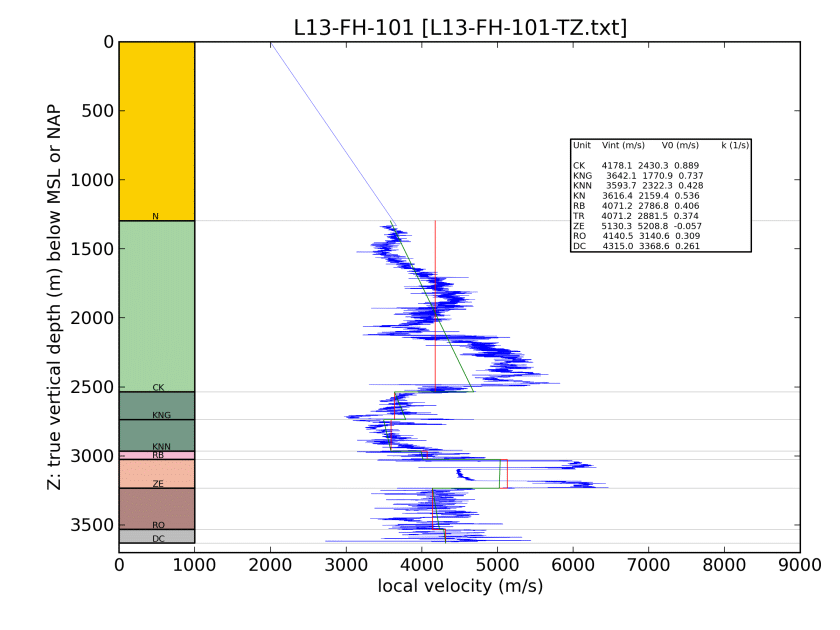 L13-FH-101 [L13-FH-101-TZ.txt]
Z: true vertical depth (m) below MSL or NAP
0
500
1000
1500
2000
2500
3000
3500
N
CK
KNG
KNN
RB
ZE
RO
DC
Unit Vint (m/s) V0 (m/s) k (1/s)
CK 4178.1 2430.3 0.889
KNG 3642.1 1770.9 0.737
KNN 3593.7 2322.3 0.428
KN 3616.4 2159.4 0.536
RB 4071.2 2786.8 0.406
TR 4071.2 2881.5 0.374
ZE 5130.3 5208.8 -0.057
RO 4140.5 3140.6 0.309
DC 4315.0 3368.6 0.261
0 1000 2000 3000 4000 5000 6000 7000 8000 9000
local velocity (m/s)